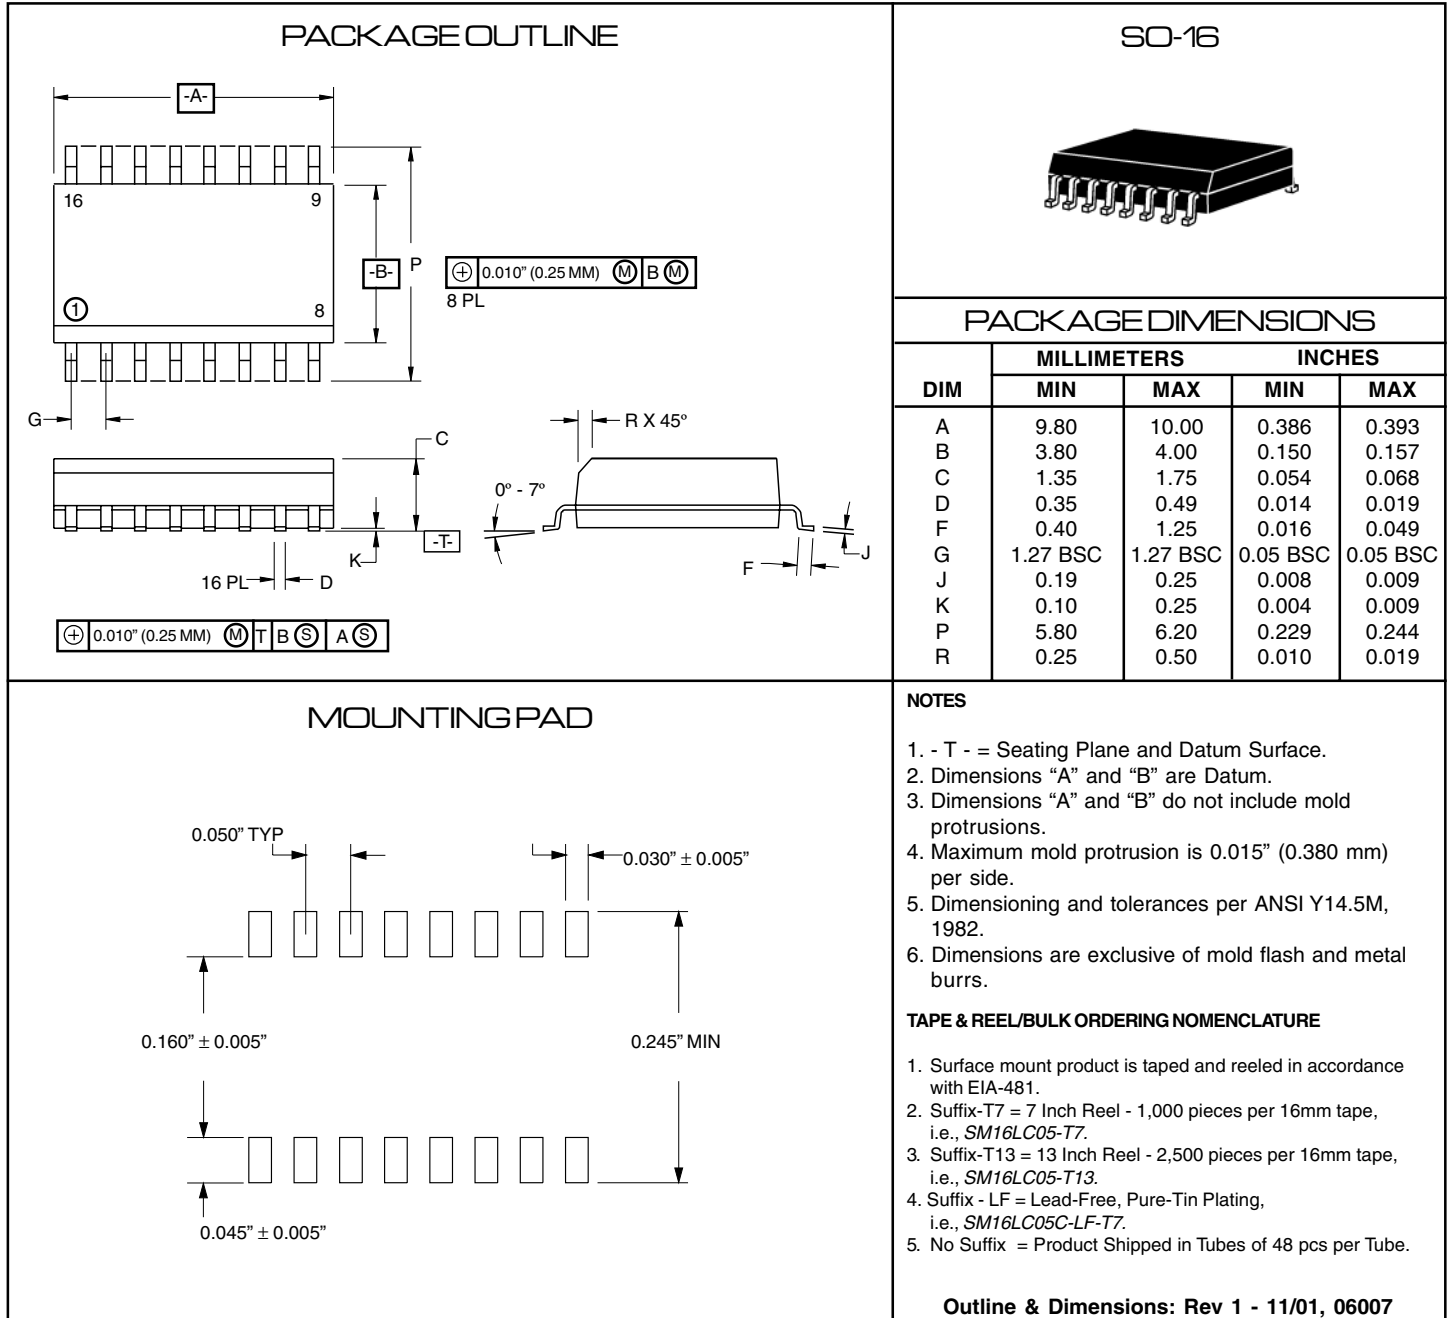 PACKAGE OUTLINE
-A-
16
9
-B-
P
⌖ 0.010” (0.25 MM) Ⓜ B Ⓜ
8 PL
①
8
G
C
R X 45º
0º - 7º
-T-
K
J
F
16 PL
D
⌖ 0.010” (0.25 MM) Ⓜ T B Ⓢ A Ⓢ
SO-16
PACKAGE DIMENSIONS
MILLIMETERS INCHES
DIM MIN MAX MIN MAX
A 9.80 10.00 0.386 0.393
B 3.80 4.00 0.150 0.157
C 1.35 1.75 0.054 0.068
D 0.35 0.49 0.014 0.019
F 0.40 1.25 0.016 0.049
G 1.27 BSC 1.27 BSC 0.05 BSC 0.05 BSC
J 0.19 0.25 0.008 0.009
K 0.10 0.25 0.004 0.009
P 5.80 6.20 0.229 0.244
R 0.25 0.50 0.010 0.019
MOUNTING PAD
0.050” TYP
0.030” ± 0.005”
0.160” ± 0.005”
0.245” MIN
0.045” ± 0.005”
NOTES
1. - T - = Seating Plane and Datum Surface.
2. Dimensions “A” and “B” are Datum.
3. Dimensions “A” and “B” do not include mold
protrusions.
4. Maximum mold protrusion is 0.015” (0.380 mm)
per side.
5. Dimensioning and tolerances per ANSI Y14.5M,
1982.
6. Dimensions are exclusive of mold flash and metal
burrs.
TAPE & REEL/BULK ORDERING NOMENCLATURE
1. Surface mount product is taped and reeled in accordance
with EIA-481.
2. Suffix-T7 = 7 Inch Reel - 1,000 pieces per 16mm tape,
i.e., SM16LC05-T7.
3. Suffix-T13 = 13 Inch Reel - 2,500 pieces per 16mm tape,
i.e., SM16LC05-T13.
4. Suffix - LF = Lead-Free, Pure-Tin Plating,
i.e., SM16LC05C-LF-T7.
5. No Suffix = Product Shipped in Tubes of 48 pcs per Tube.
Outline & Dimensions: Rev 1 - 11/01, 06007